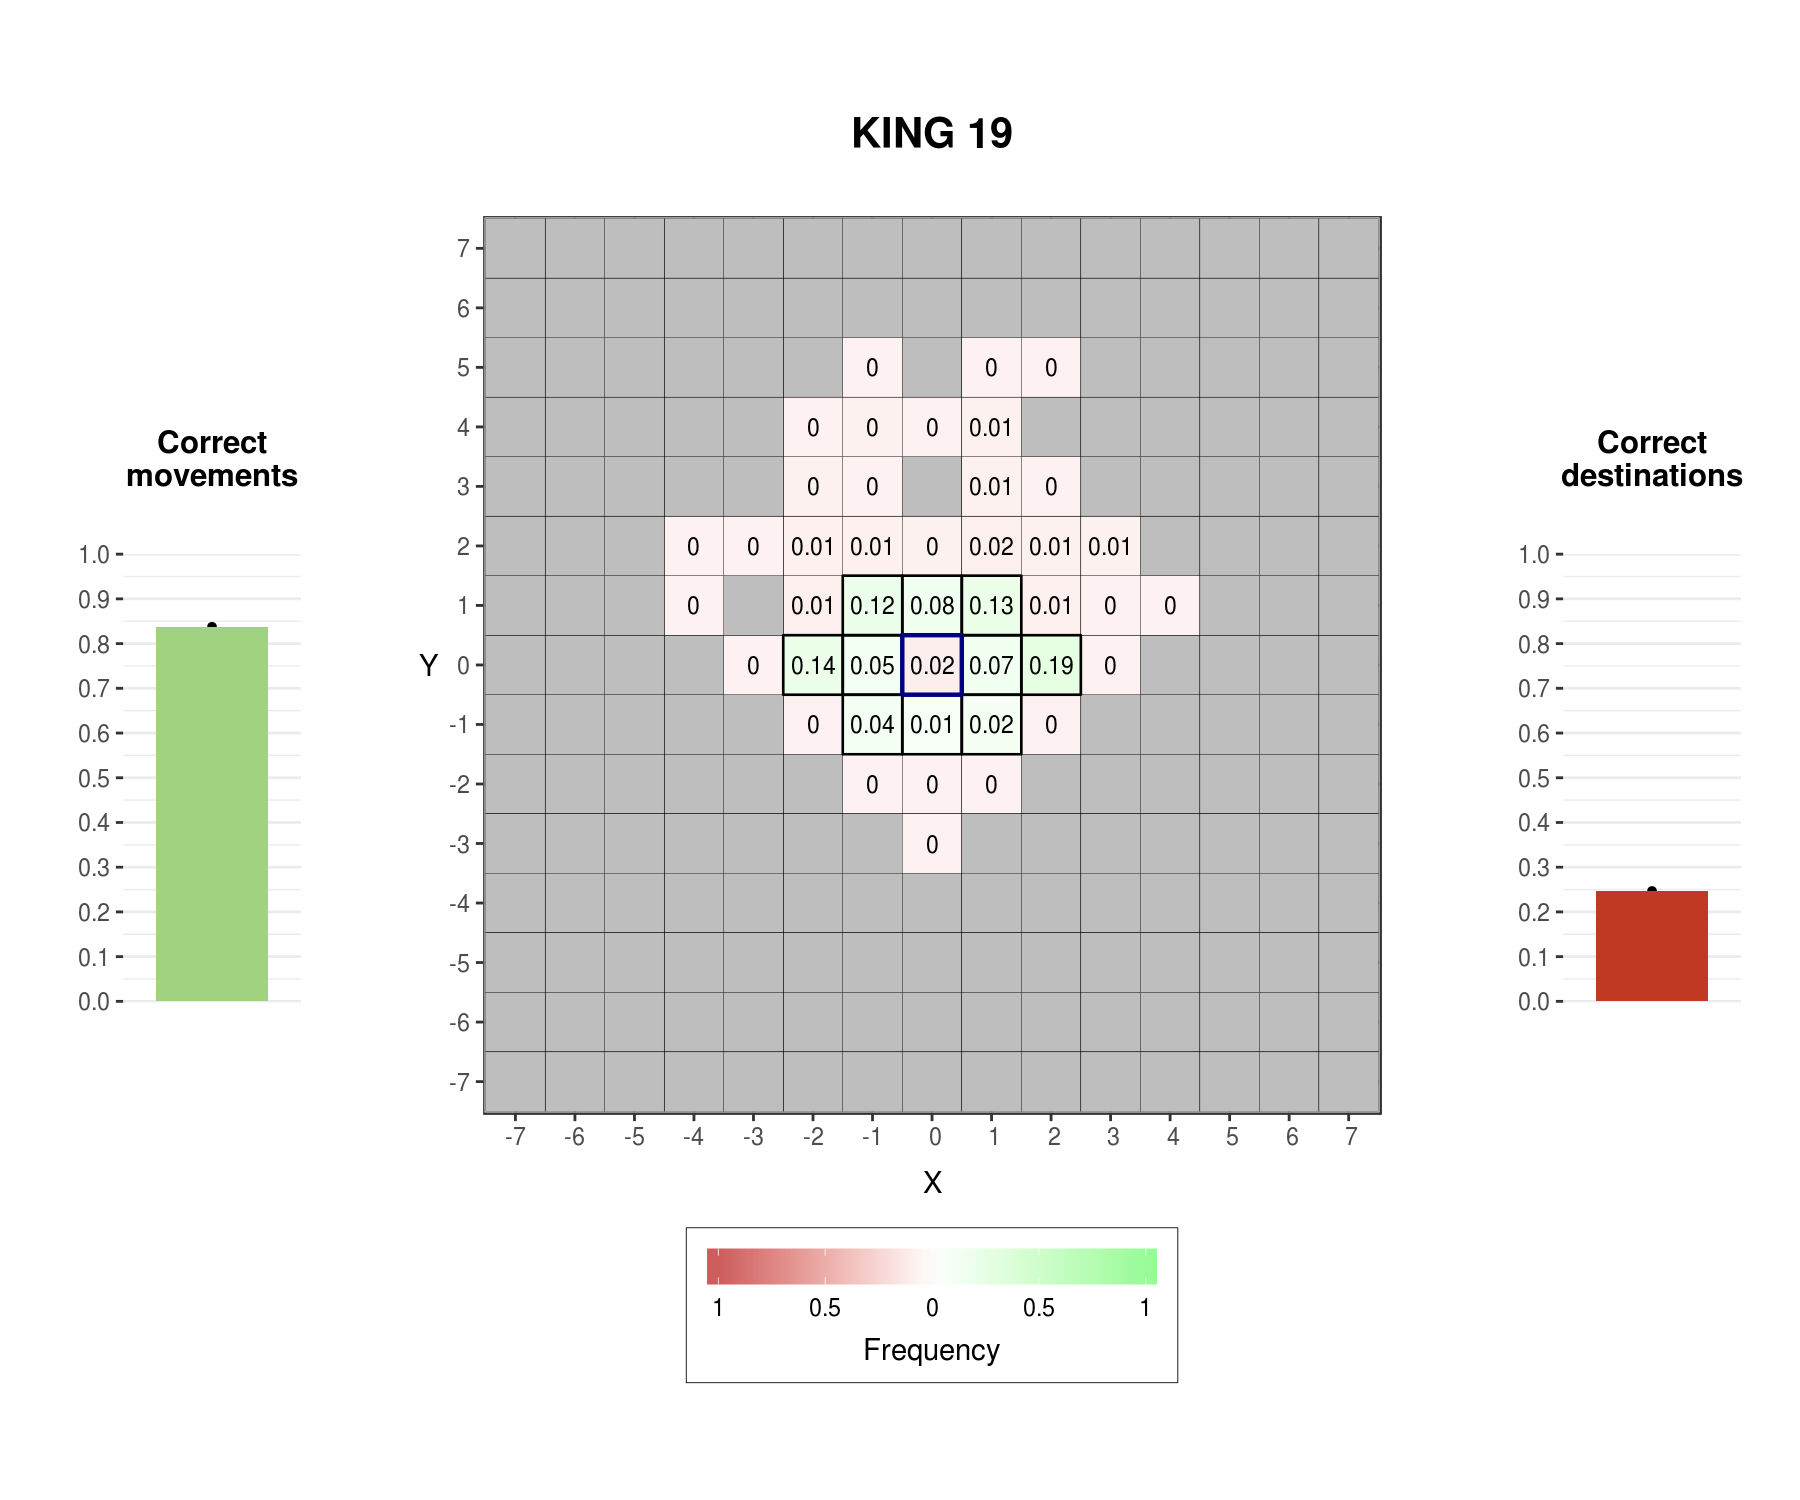 KING 19
Correct
movements
1.0
0.9
0.8
0.7
0.6
0.5
0.4
0.3
0.2
0.1
0.0
Y
7
6
5 0 0 0
4 0 0 0 0.01
3 0 0 0.01 0
2 0 0 0.01 0.01 0 0.02 0.01 0.01
1 0 0.01 0.12 0.08 0.13 0.01 0 0
0 0 0.14 0.05 0.02 0.07 0.19 0
-1 0 0.04 0.01 0.02 0
-2 0 0 0
-3 0
-4
-5
-6
-7
-7 -6 -5 -4 -3 -2 -1 0 1 2 3 4 5 6 7
X
1 0.5 0 0.5 1
Frequency
Correct
destinations
1.0
0.9
0.8
0.7
0.6
0.5
0.4
0.3
0.2
0.1
0.0